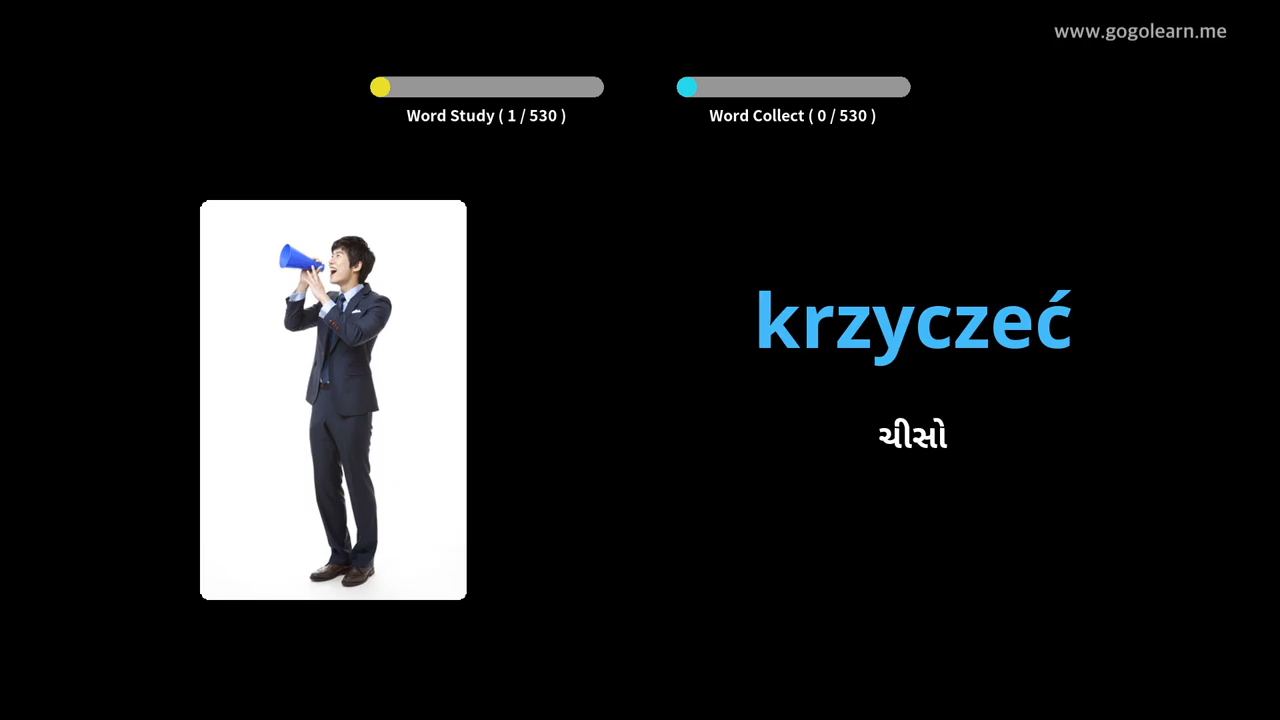 www.gogolearn.me
Word Study ( 1 / 530 )
Word Collect ( 0 / 530 )
krzyczeć
ચીસો